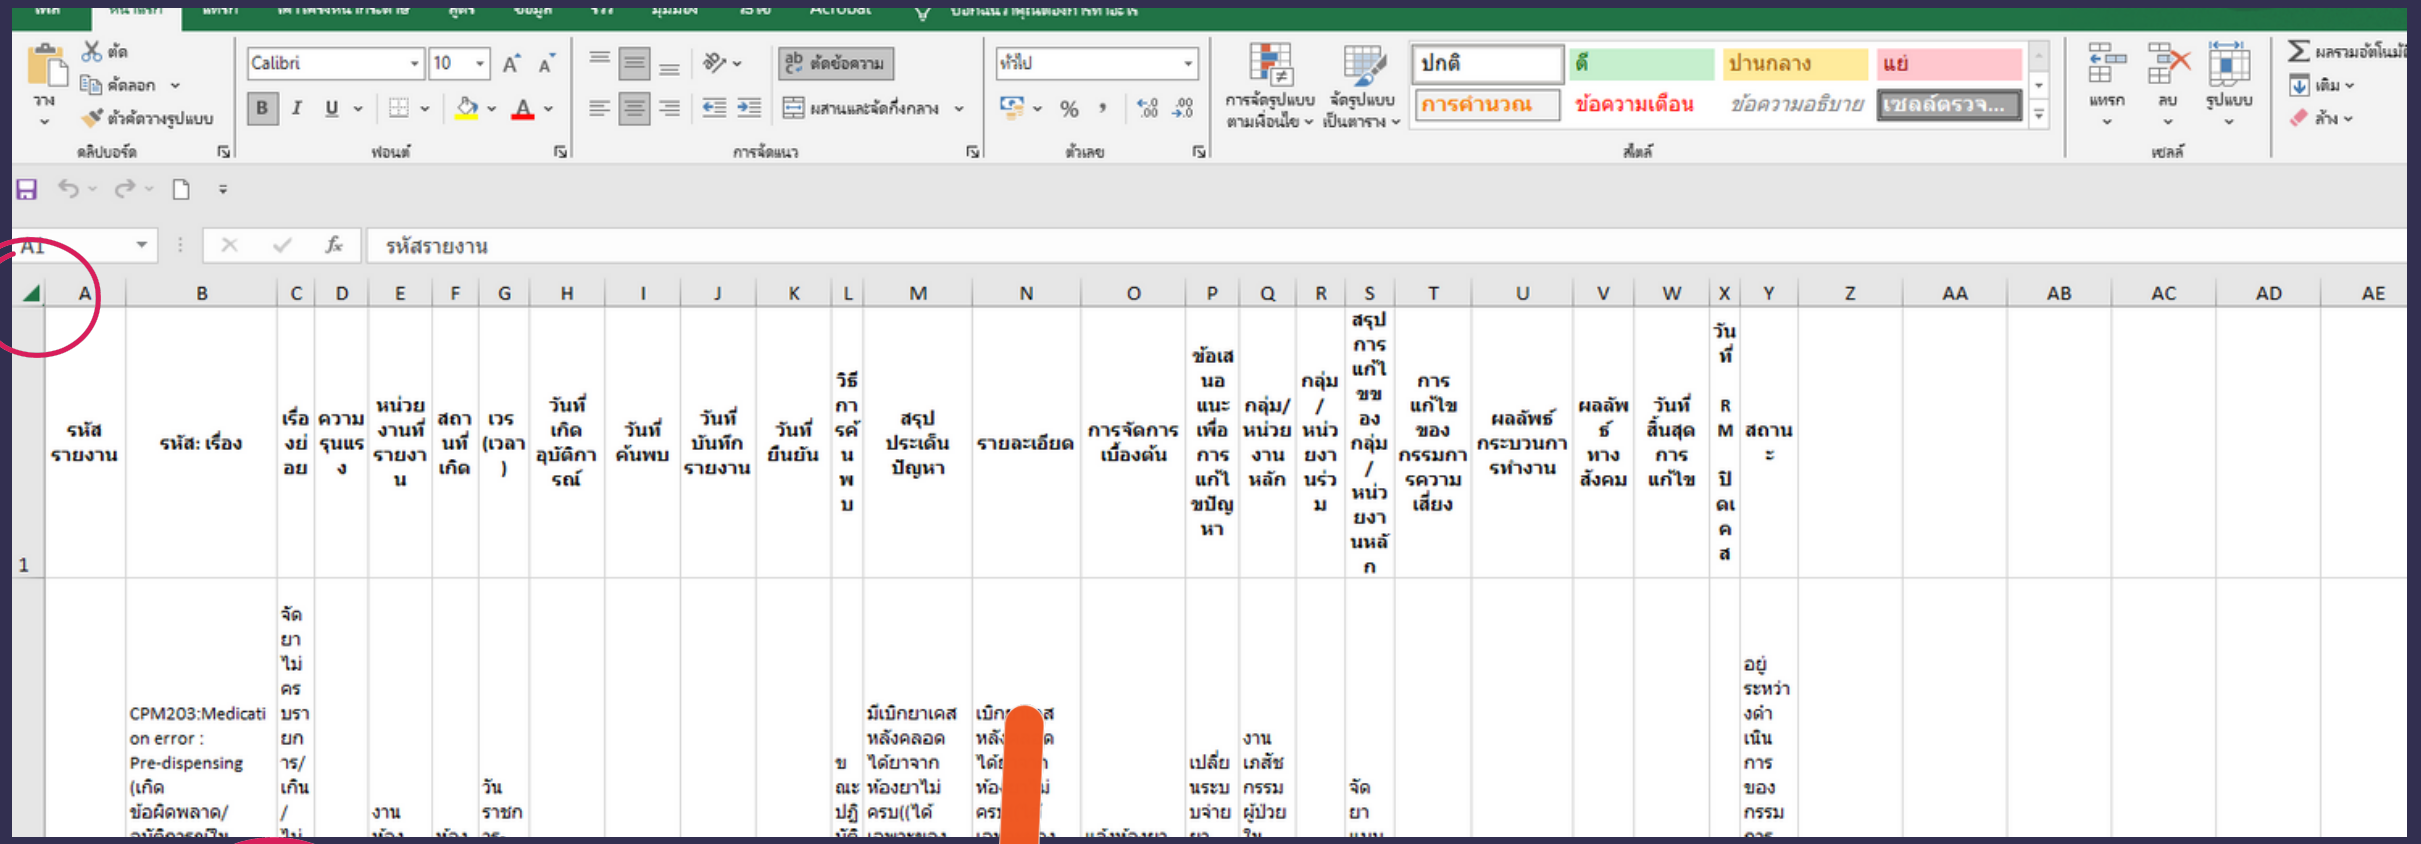 ตัด
Calibri
10
ab ตัดข้อความ
ทั่วไป
ปกติ
ดี
ปานกลาง
แย่
ผลรวมอัตโนมัติ
คัดลอก
วาง
ตัวคัดวางรูปแบบ
B I U
A
ผสานและจัดกึ่งกลาง
%
การจัดรูปแบบ
ตามเงื่อนไข
จัดรูปแบบ
เป็นตาราง
การคำนวณ
ข้อความเตือน
ข้อความอธิบาย
เซลล์ตรวจ...
แทรก
ลบ
รูปแบบ
เติม
ล้าง
คลิปบอร์ด
ฟอนต์
การจัดแนว
ตัวเลข
สไตล์
เซลล์
A1
fx
รหัสรายงาน
A B C D E F G H I J K L M N O P Q R S T U V W X Y Z AA AB AC AD AE
1
รหัส
รายงาน
รหัส: เรื่อง
เรื่อ
งย่
อย
ความ
รุนแร
ง
หน่วย
งานที่
รายงา
น
สถา
นที่
เกิด
เวร
(เวลา
)
วันที่
เกิด
อุบัติกา
รณ์
วันที่
ค้นพบ
วันที่
บันทึก
รายงาน
วันที่
ยืนยัน
วิธี
กา
รค้
น
พ
บ
สรุป
ประเด็น
ปัญหา
รายละเอียด
การจัดการ
เบื้องต้น
ข้อเส
นอ
แนะ
เพื่อ
การ
แก้ไ
ขปัญ
หา
กลุ่ม/
หน่วย
งาน
หลัก
กลุ่ม
/
หน่ว
ยงา
นร่ว
ม
สรุป
การ
แก้ไ
ขข
อง
กลุ่ม
/
หน่ว
ยงา
นหลั
ก
การ
แก้ไข
ของ
กรรมกา
รความ
เสี่ยง
ผลลัพธ์
กระบวนกา
รทำงาน
ผลลัพ
ธ์
ทาง
สังคม
วันที่
สิ้นสุด
การ
แก้ไข
วัน
ที่
R
M
ปิ
ดเ
ค
ส
สถาน
ะ
CPM203:Medicati
on error :
Pre-dispensing
(เกิด
ข้อผิดพลาด/
จัด
ยา
ไม่
คร
บรา
ยก
าร/
เกิน
/
งาน
วัน
ราชก
ข
ณะ
ปฏิ
มีเบิกยาเคส
หลังคลอด
ได้ยาจาก
ห้องยาไม่
ครบ((ได้
เปลี่ย
นระบ
บจ่าย
งาน
เภสัช
กรรม
ผู้ป่วย
ใน
จัด
ยา
อยู่
ระหว่า
งดำ
เนิน
การ
ของ
กรรม
การ